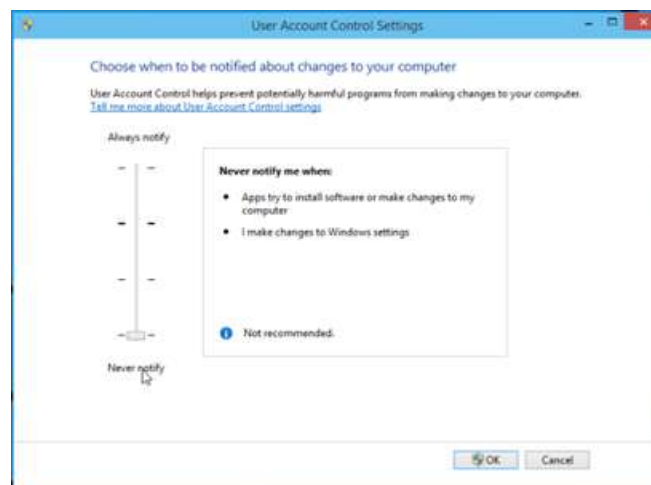 User Account Control Settings
Choose when to be notified about changes to your computer
User Account Control helps prevent potentially harmful programs from making changes to your computer.
Tell me more about User Account Control settings
Always notify
Never notify me when:
• Apps try to install software or make changes to my
computer
• I make changes to Windows settings
Not recommended.
Never notify
OK
Cancel